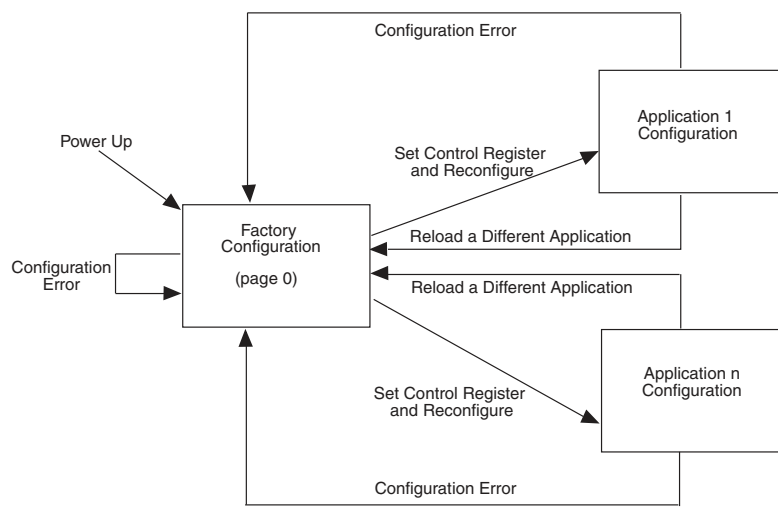 Configuration Error
Application 1
Configuration
Power Up
Set Control Register
and Reconfigure
Factory
Configuration
(page 0)
Reload a Different Application
Configuration
Error
Reload a Different Application
Application n
Configuration
Set Control Register
and Reconfigure
Configuration Error